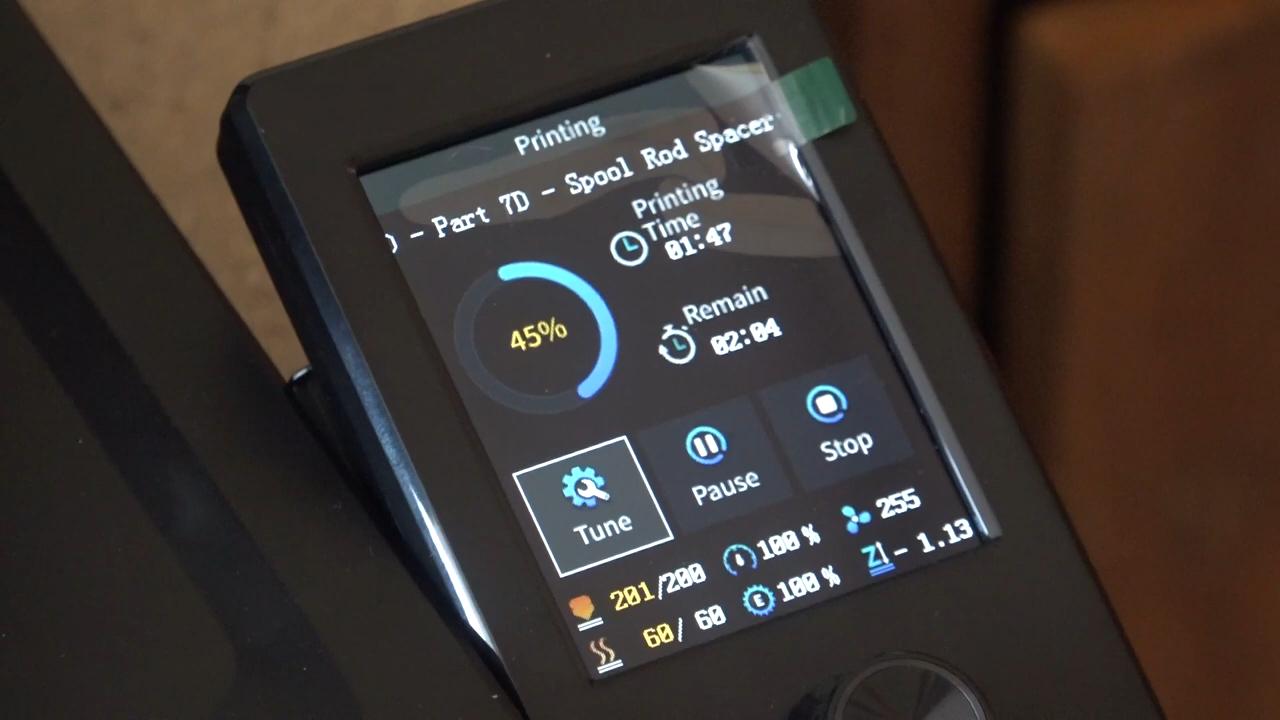 Printing
) - Part 7D - Spool Rod Spacer
Printing
Time
01:47
45%
Remain
02:04
Tune
Pause
Stop
201/200
100 %
255
60/ 60
E
100 %
Z
- 1.13